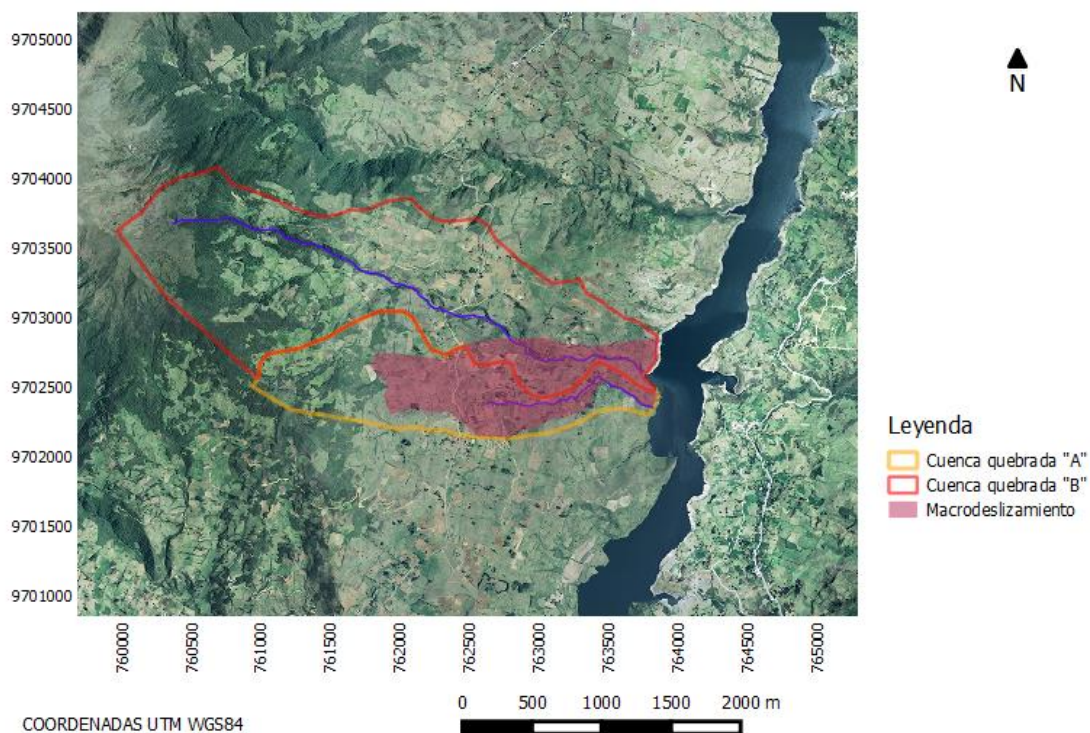 9705000
9704500
9704000
9703500
9703000
9702500
9702000
9701500
9701000
760000
760500
761000
761500
762000
762500
763000
763500
764000
764500
765000
N
Leyenda
Cuenca quebrada "A"
Cuenca quebrada "B"
Macrodeslizamiento
COORDENADAS UTM WGS84
0 500 1000 1500 2000 m